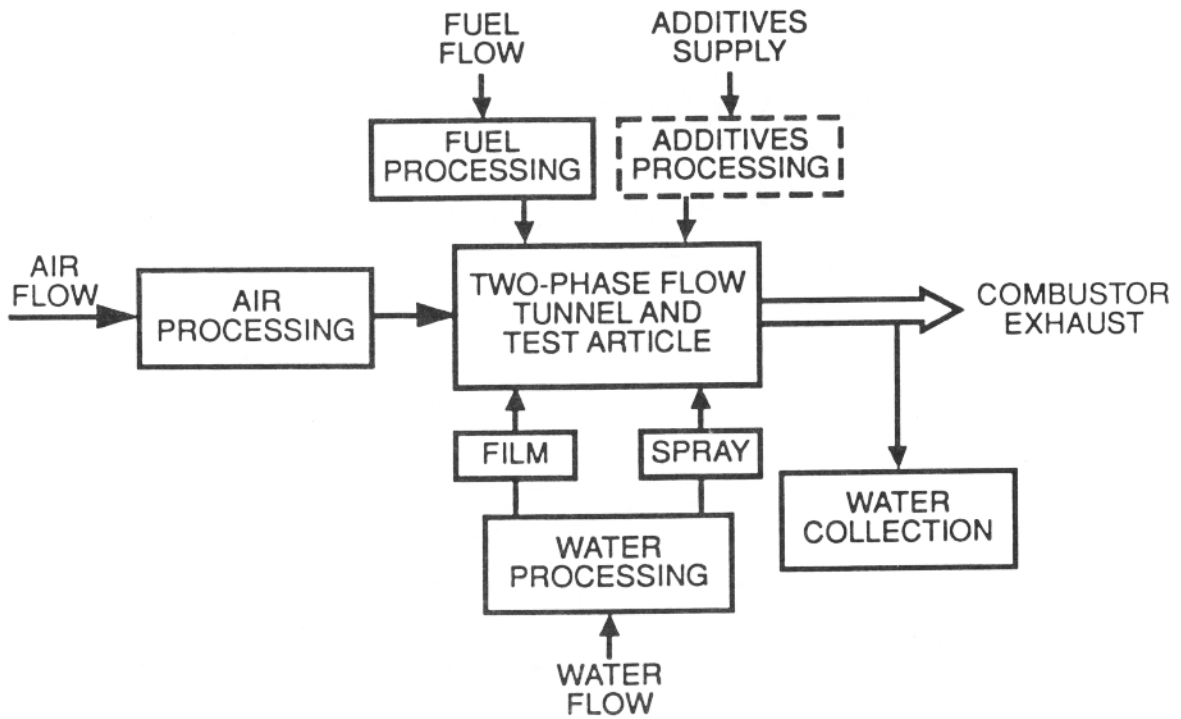 FUEL
FLOW
ADDITIVES
SUPPLY
FUEL
PROCESSING
ADDITIVES
PROCESSING
AIR
FLOW
AIR
PROCESSING
TWO-PHASE FLOW
TUNNEL AND
TEST ARTICLE
COMBUSTOR
EXHAUST
FILM
SPRAY
WATER
COLLECTION
WATER
PROCESSING
WATER
FLOW